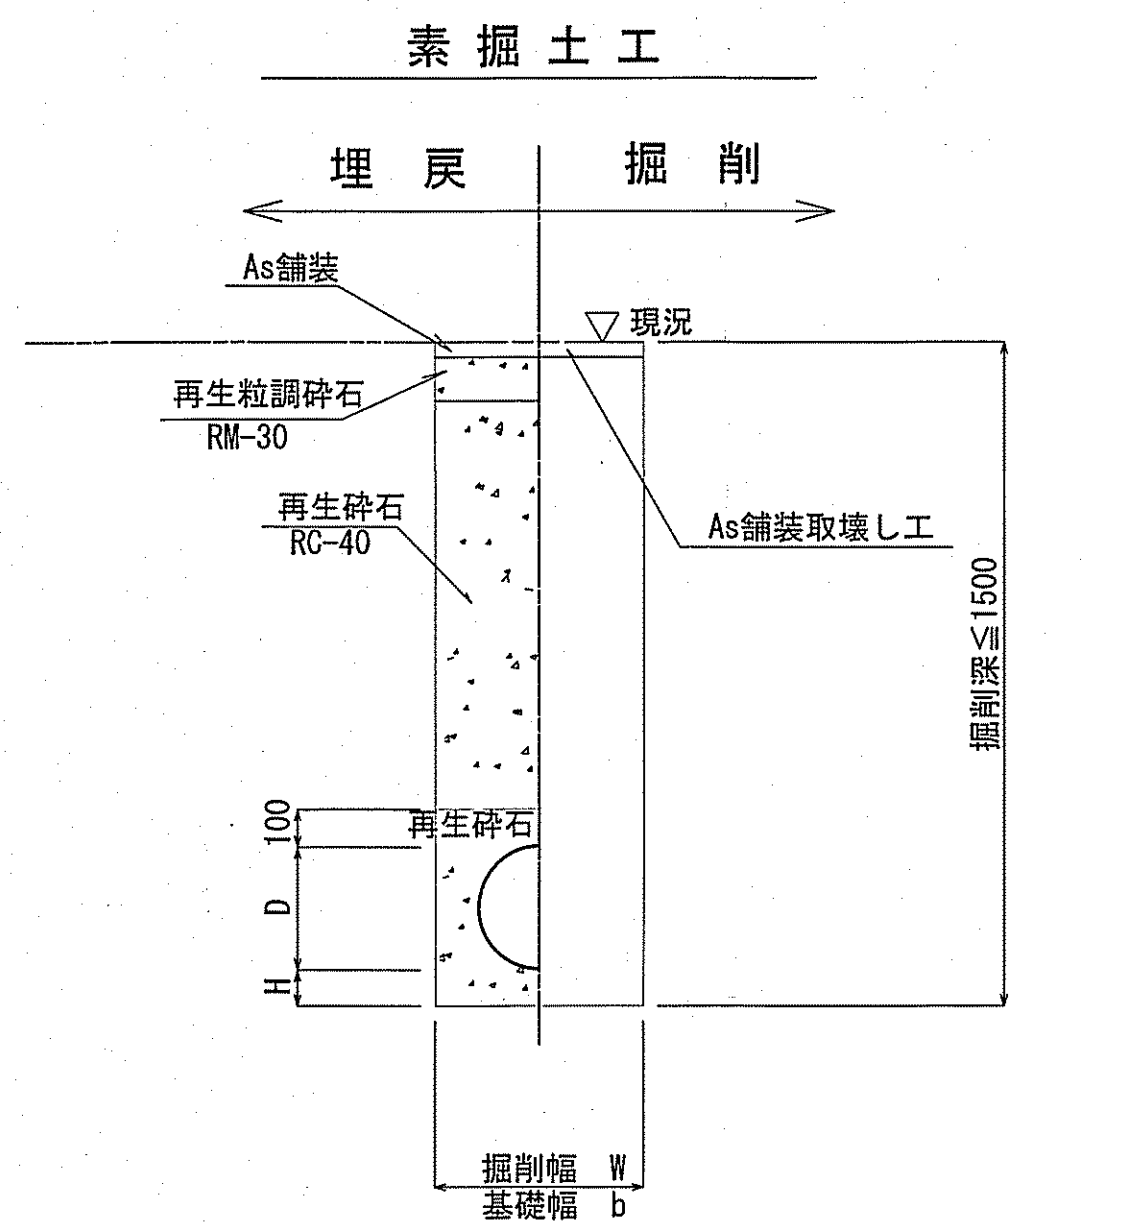 素掘土工
埋戻
掘削
As舗装
現況
再生粒調砕石
RM-30
再生砕石
RC-40
As舗装取壊し工
掘削深≦1500
再生砕石
100
D
H
掘削幅 W
基礎幅 b